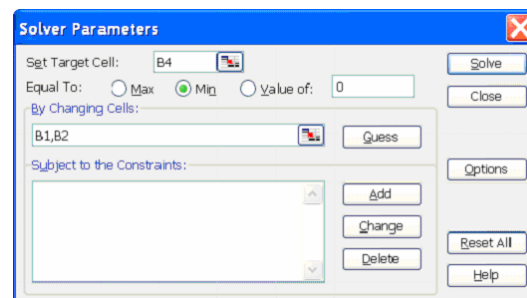 Solver Parameters
Set Target Cell: B4 Solve
Equal To: Max Min Value of: 0 Close
By Changing Cells:
B1,B2 Guess
Subject to the Constraints: Options
Add
Change
Reset All
Delete
Help